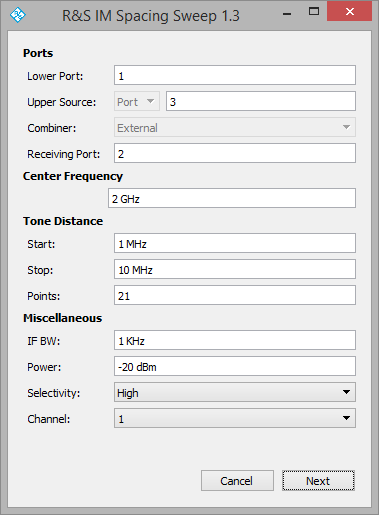 R&S IM Spacing Sweep 1.3
Ports
Lower Port: 1
Upper Source: Port 3
Combiner: External
Receiving Port: 2
Center Frequency
2 GHz
Tone Distance
Start: 1 MHz
Stop: 10 MHz
Points: 21
Miscellaneous
IF BW: 1 KHz
Power: -20 dBm
Selectivity: High
Channel: 1
Cancel Next